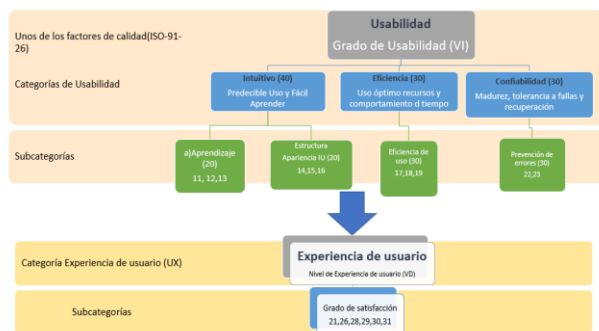 Usabilidad
Grado de Usabilidad (VI)
Unos de los factores de calidad(ISO-91-
26)
Categorías de Usabilidad
Intuitivo (40)
Predecible Uso y Fácil
Aprender
Eficiencia (30)
Uso óptimo recursos y
comportamiento d tiempo
Confiabilidad (30)
Madurez, tolerancia a fallas y
recuperación
Subcategorías
a)Aprendizaje
(20)
11, 12,13
Estructura
Apariencia IU (20)
14,15,16
Eficiencia de
uso (30)
17,18,19
Prevención de
errores (30)
22,23
Categoría Experiencia de usuario (UX)
Experiencia de usuario
Nivel de Experiencia de usuario (VD)
Subcategorías
Grado de satisfacción
21,26,28,29,30,31